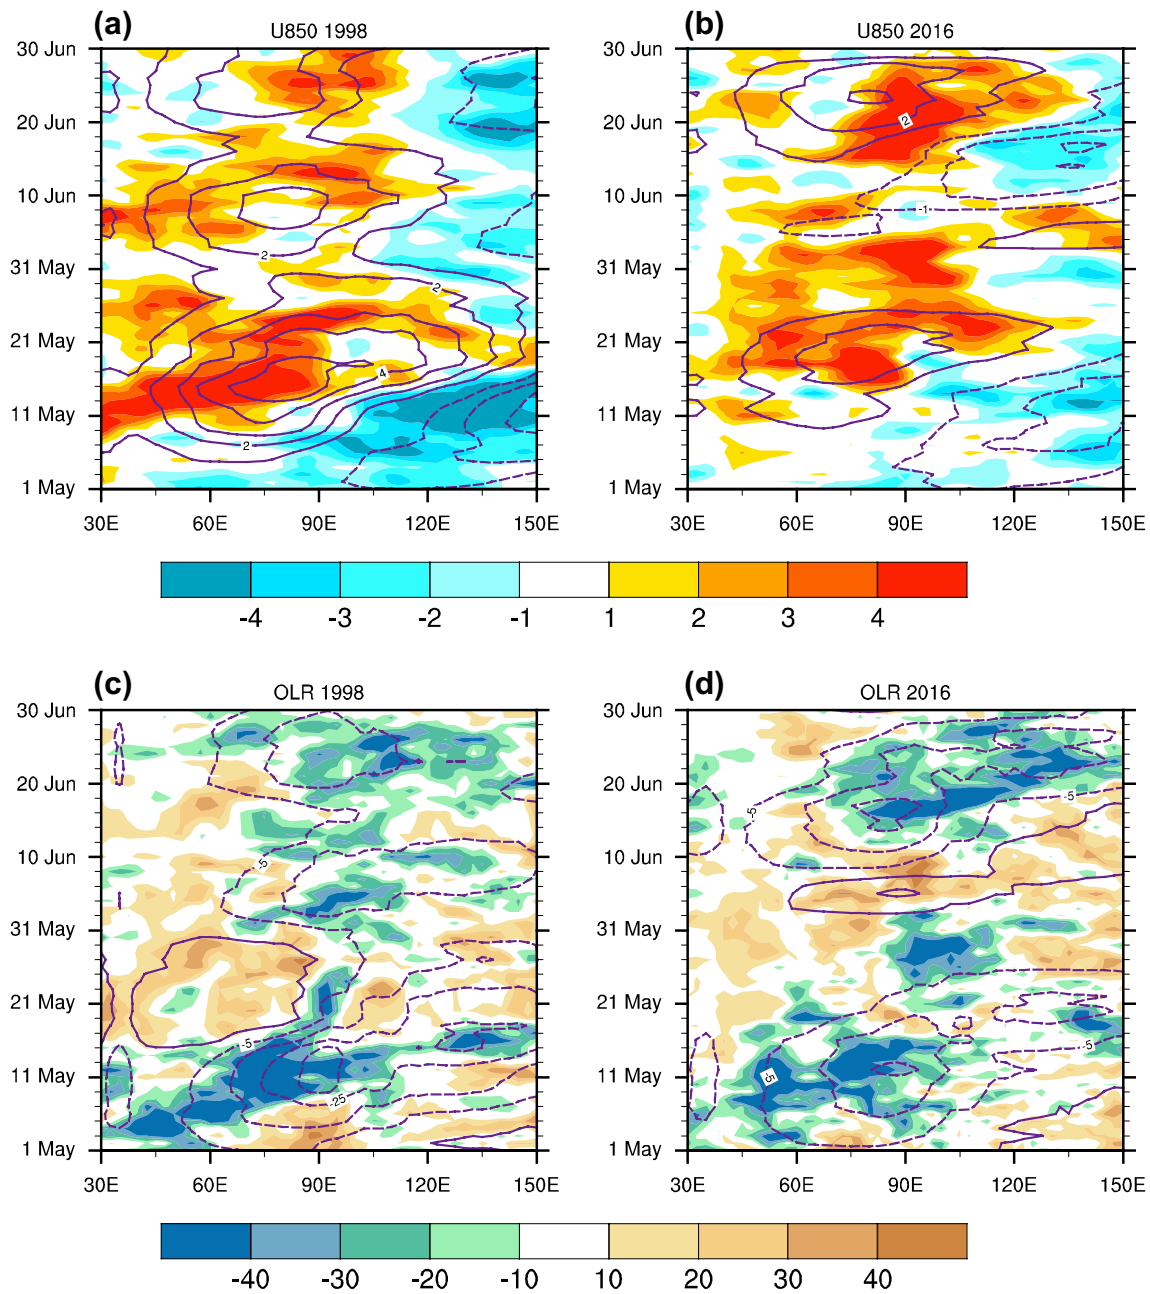 (a)
U850 1998
30 Jun
20 Jun
10 Jun
31 May
21 May
11 May
1 May
30E
60E
90E
120E
150E
2
2
4
2
(b)
U850 2016
30 Jun
20 Jun
10 Jun
31 May
21 May
11 May
1 May
30E
60E
90E
120E
150E
2
-1
-4
-3
-2
-1
1
2
3
4
(c)
OLR 1998
30 Jun
20 Jun
10 Jun
31 May
21 May
11 May
1 May
30E
60E
90E
120E
150E
-5
-5
-25
(d)
OLR 2016
30 Jun
20 Jun
10 Jun
31 May
21 May
11 May
1 May
30E
60E
90E
120E
150E
-5
-5
-5
-5
-40
-30
-20
-10
10
20
30
40